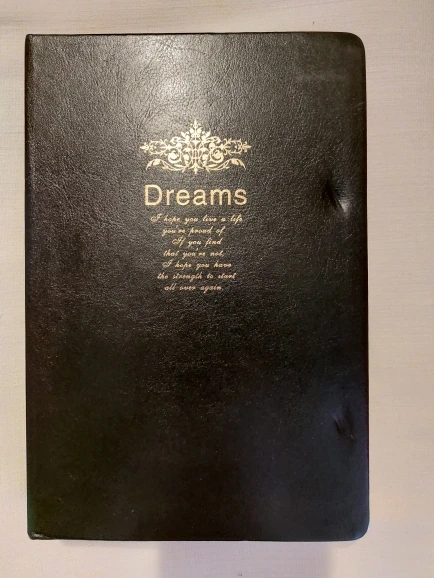 Dreams
I hope you live a life
you're proud of
If you find
that you're not,
I hope you have
the strength to start
all over again.